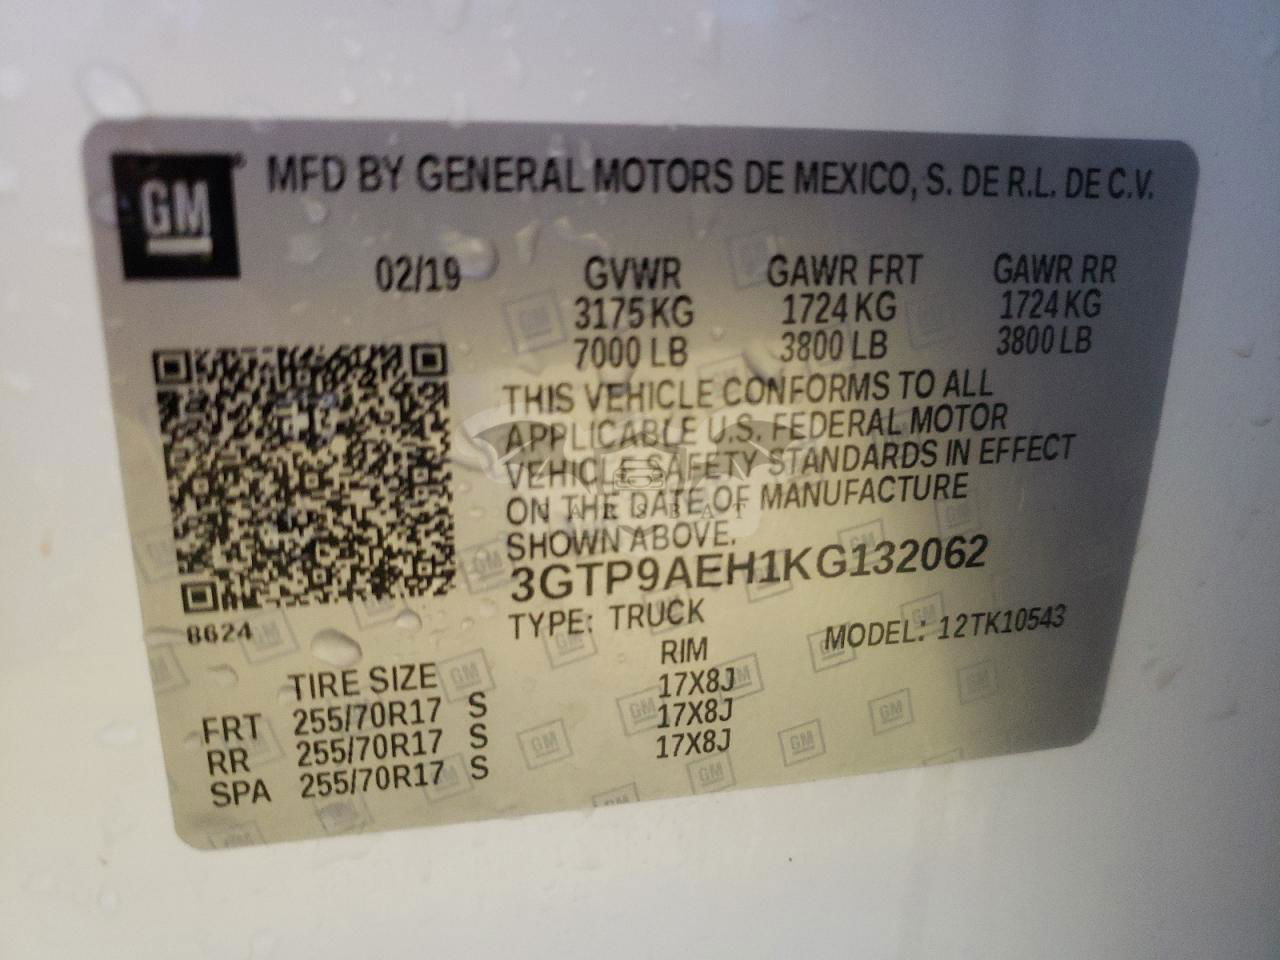 GM® MFD BY GENERAL MOTORS DE MEXICO, S. DE R.L. DE C.V.
02/19 GVWR GAWR FRT GAWR RR
3175 KG 1724 KG 1724 KG
7000 LB 3800 LB 3800 LB
THIS VEHICLE CONFORMS TO ALL
APPLICABLE U.S. FEDERAL MOTOR
VEHICLE SAFETY STANDARDS IN EFFECT
ON THE DATE OF MANUFACTURE
SHOWN ABOVE.
3GTP9AEH1KG132062
8624
TYPE: TRUCK MODEL: 12TK10543
TIRE SIZE RIM
FRT 255/70R17 S 17X8J
RR 255/70R17 S 17X8J
SPA 255/70R17 S 17X8J